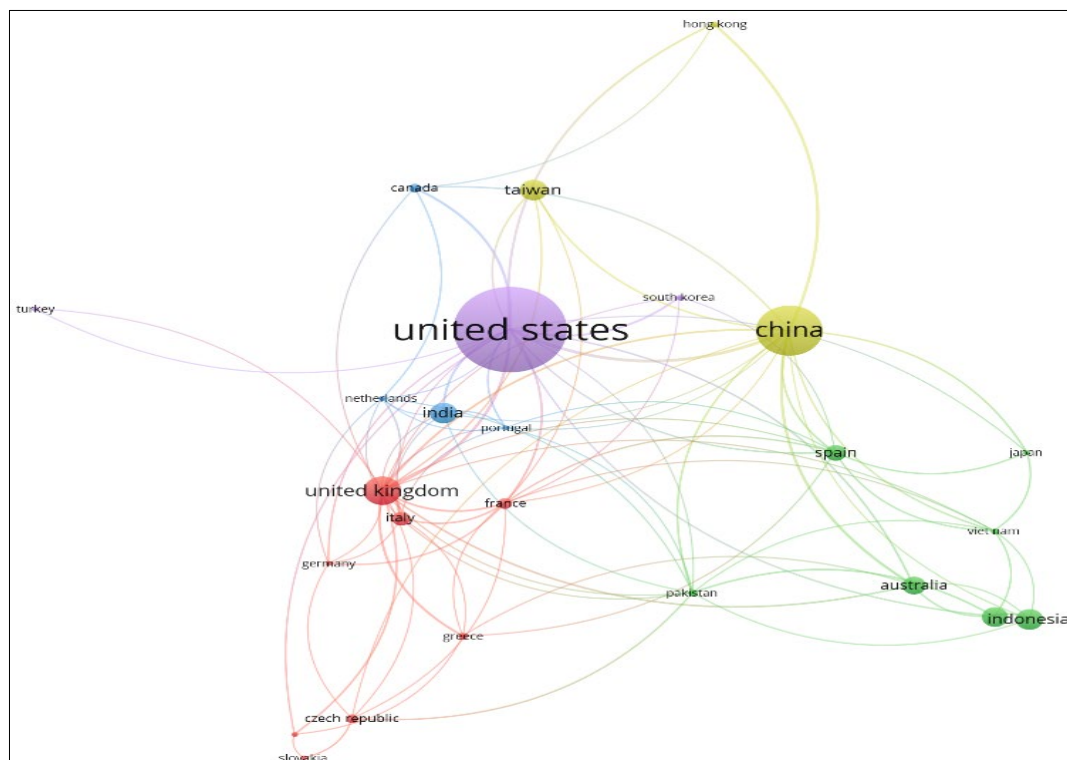 hong kong
canada
taiwan
south korea
turkey
united states
china
netherlands
india
portugal
spain
japan
united kingdom
france
italy
viet nam
germany
australia
pakistan
indonesia
greece
czech republic
slovakia